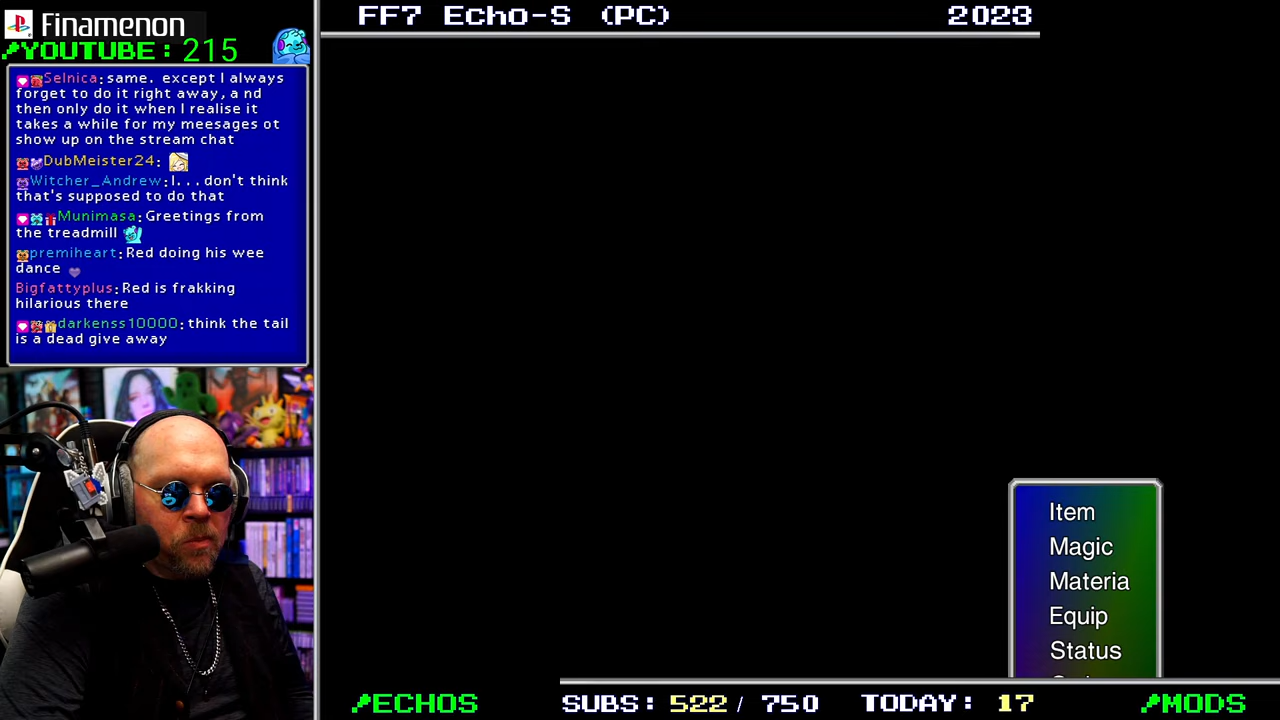 Finamenon
/YOUTUBE: 215
FF7 Echo-S (PC) 2023
Selnica: same. except I always
forget to do it right away, a nd
then only do it when I realise it
takes a while for my meesages ot
show up on the stream chat
DubMeister24:
Witcher_Andrew: I...don't think
that's supposed to do that
Munimasa: Greetings from
the treadmill
premiheart: Red doing his wee
dance
Bigfattyplus: Red is frakking
hilarious there
darkenss10000: think the tail
is a dead give away
Item
Magic
Materia
Equip
Status
/ECHOS SUBS: 522/ 750 TODAY: 17 /MODS